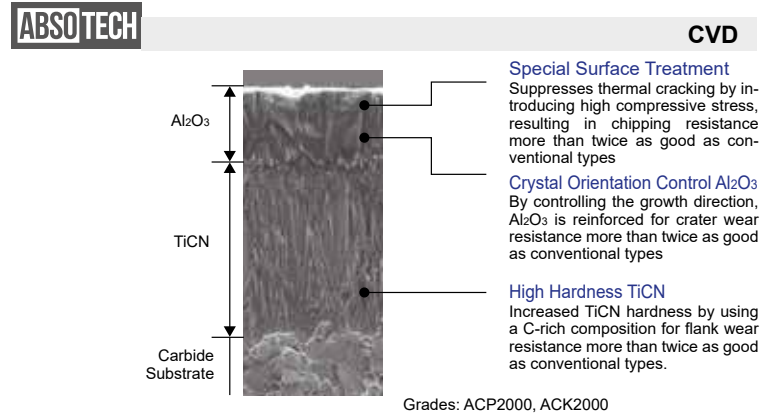 ABSOTECH
CVD
Special Surface Treatment
Suppresses thermal cracking by in-
troducing high compressive stress,
resulting in chipping resistance
more than twice as good as con-
ventional types
Al2O3
Crystal Orientation Control Al2O3
By controlling the growth direction,
Al2O3 is reinforced for crater wear
resistance more than twice as good
as conventional types
TiCN
High Hardness TiCN
Increased TiCN hardness by using
a C-rich composition for flank wear
resistance more than twice as good
as conventional types.
Carbide
Substrate
Grades: ACP2000, ACK2000